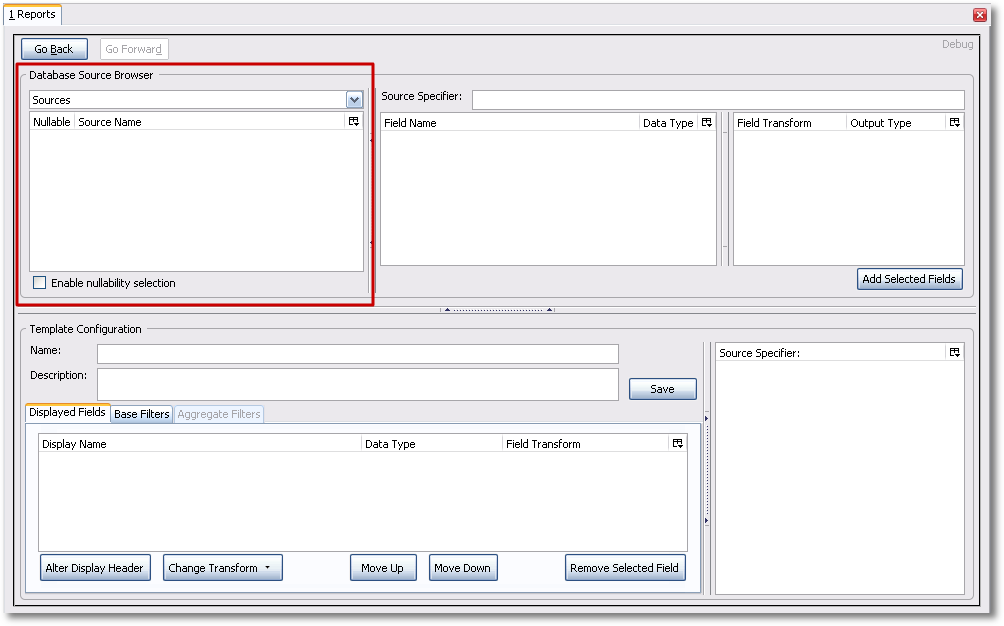 1 Reports
Go Back Go Forward Debug
Database Source Browser
Sources
Nullable Source Name
Enable nullability selection
Source Specifier:
Field Name Data Type
Field Transform Output Type
Add Selected Fields
Template Configuration
Name:
Description:
Save
Displayed Fields Base Filters Aggregate Filters
Display Name Data Type Field Transform
Alter Display Header Change Transform Move Up Move Down Remove Selected Field
Source Specifier: